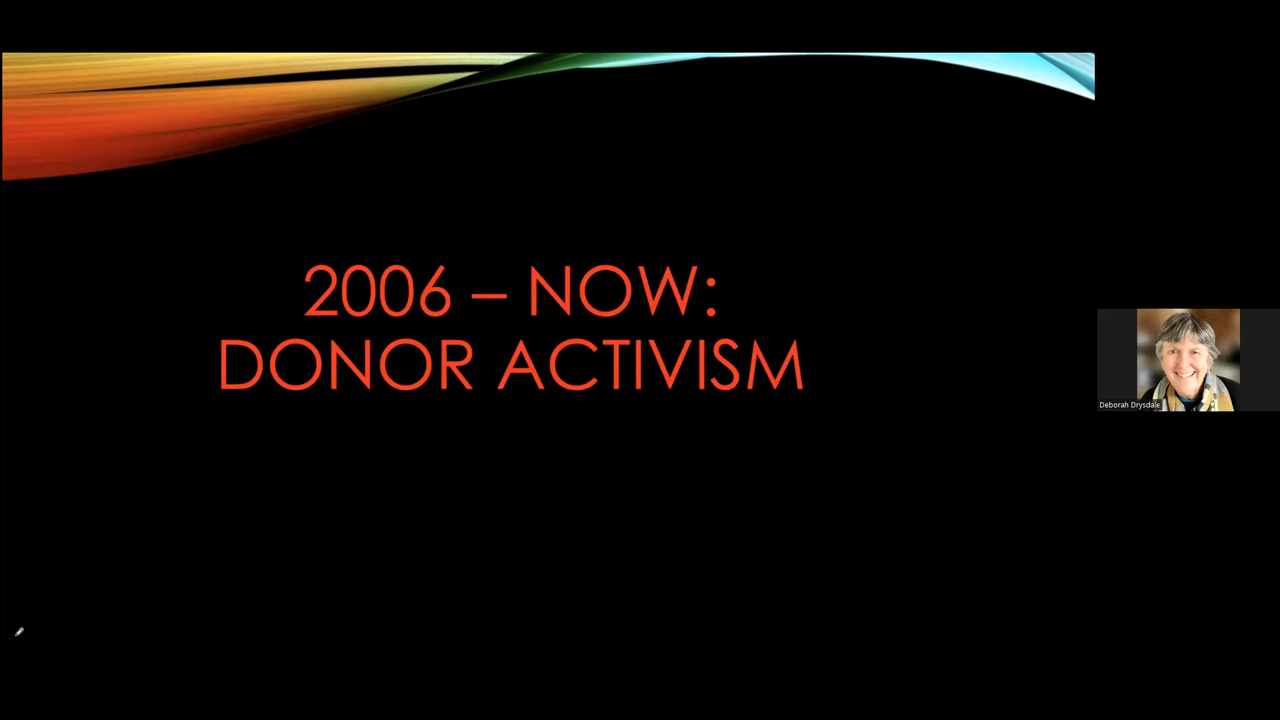 2006 – NOW:
DONOR ACTIVISM
Deborah Drysdale